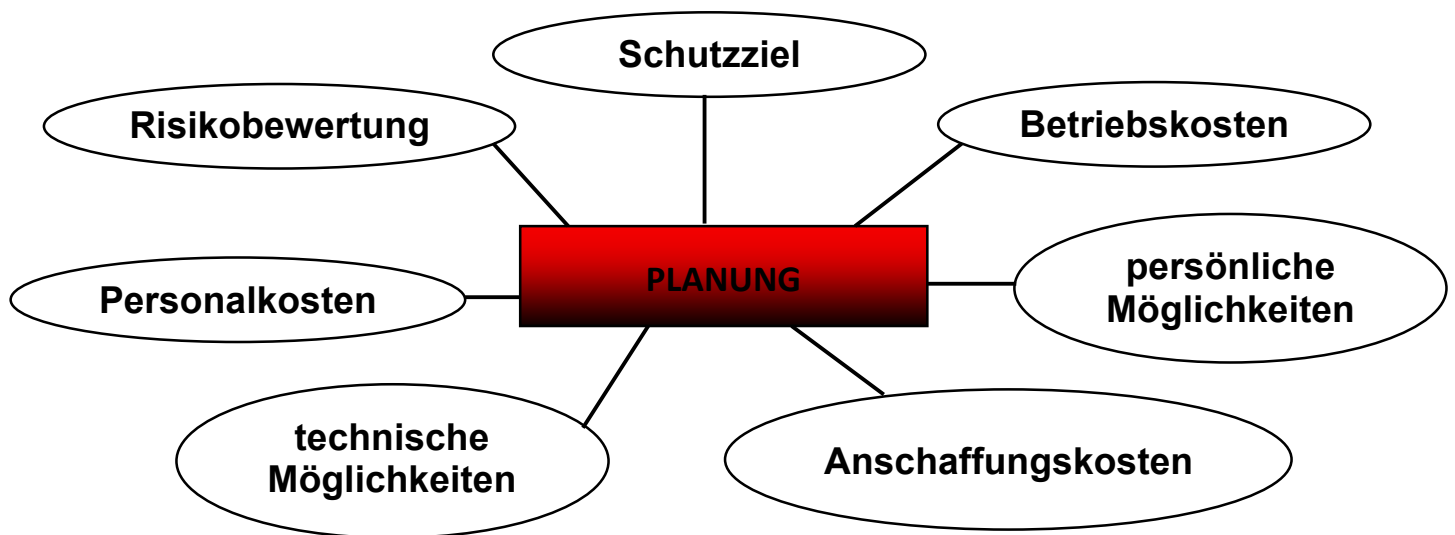 Schutzziel
Risikobewertung
Betriebskosten
PLANUNG
persönliche
Möglichkeiten
Personalkosten
technische
Möglichkeiten
Anschaffungskosten